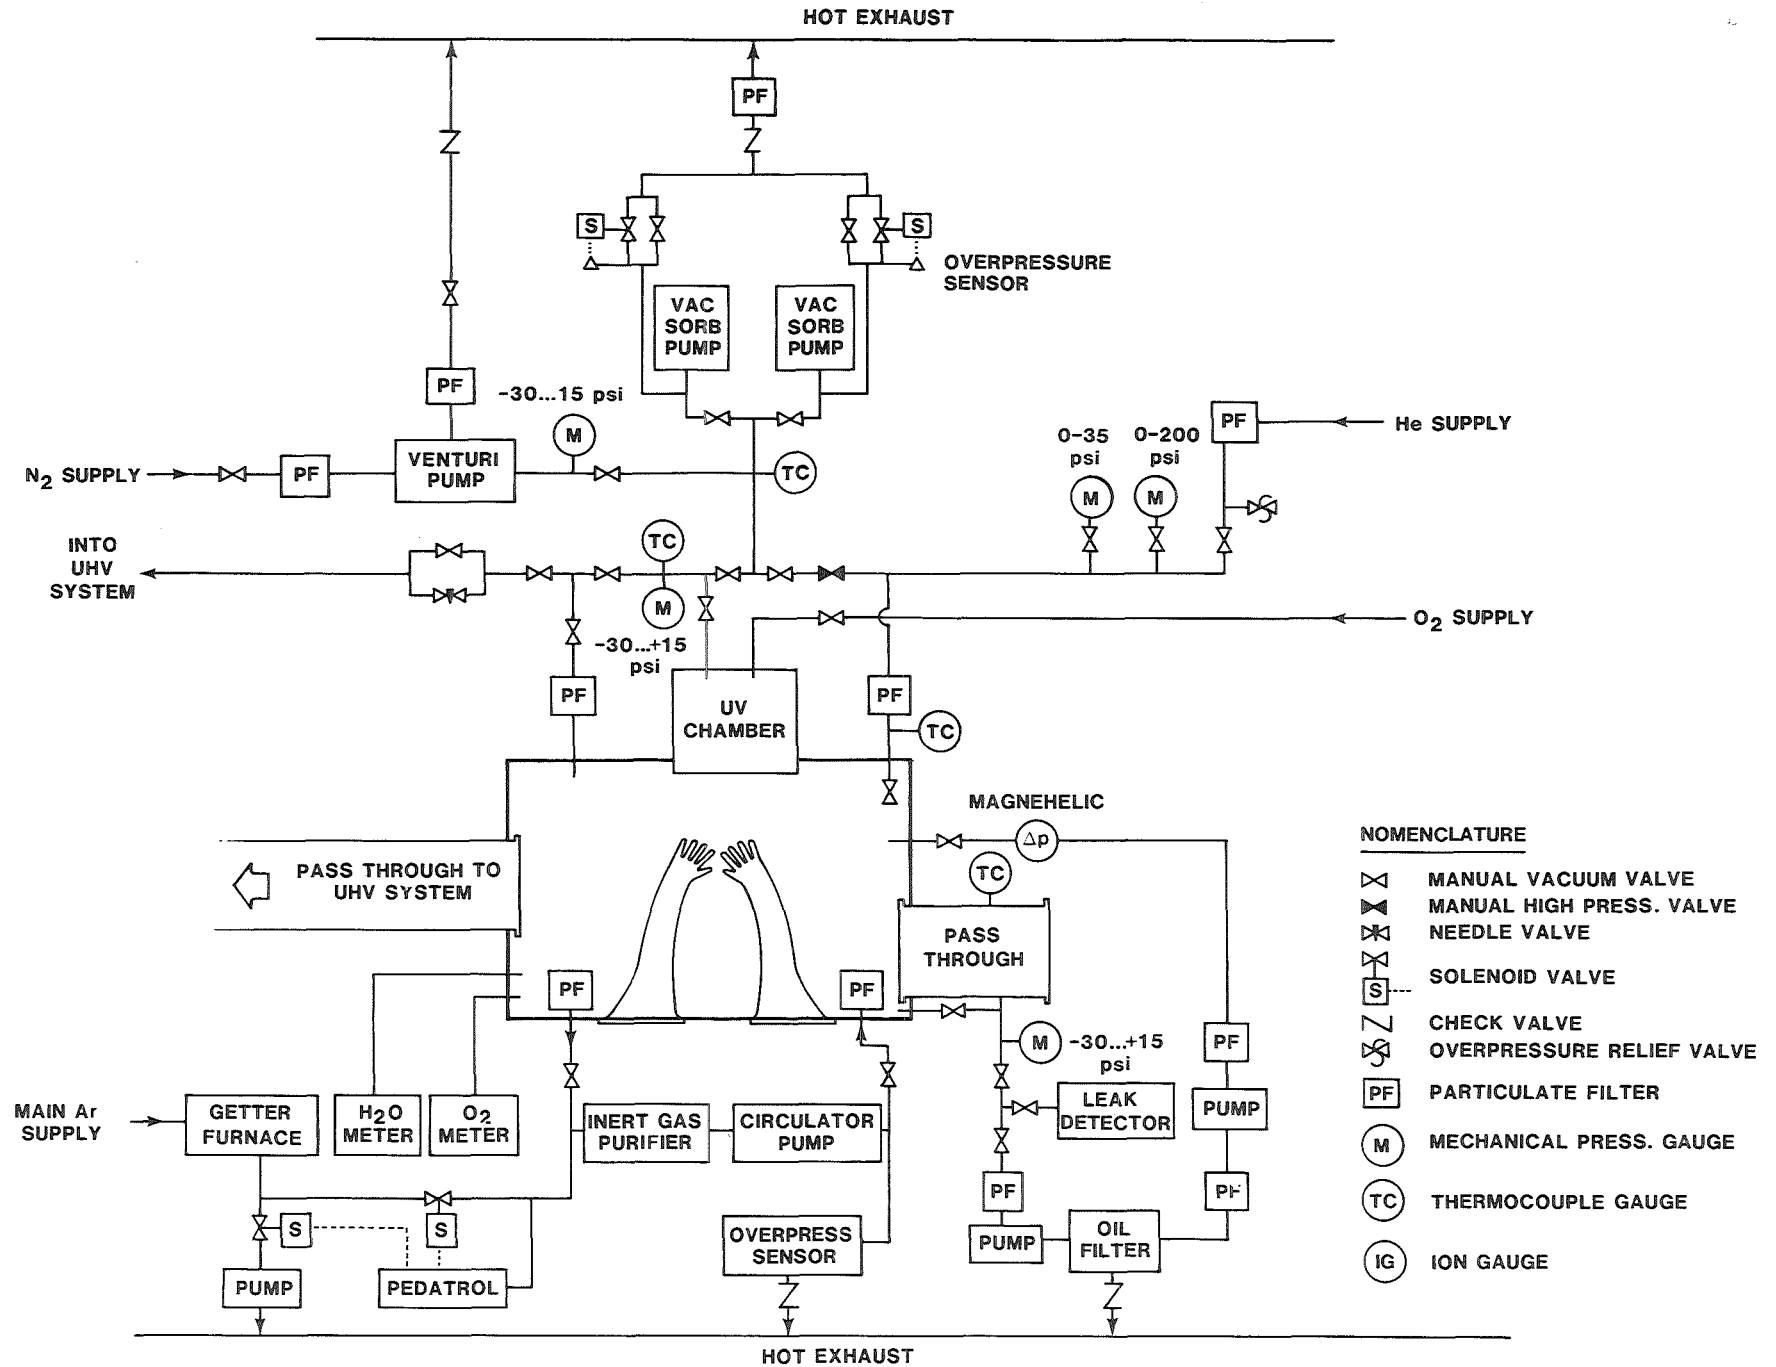 HOT EXHAUST
PF
S
S
OVERPRESSURE
SENSOR
VAC
SORB
PUMP
VAC
SORB
PUMP
PF
-30...15 psi
M
N2 SUPPLY
PF
VENTURI
PUMP
TC
0-35
psi
M
0-200
psi
M
PF
He SUPPLY
INTO
UHV
SYSTEM
TC
M
-30...+15
psi
O2 SUPPLY
PF
UV
CHAMBER
PF
TC
MAGNEHELIC
Δp
TC
PASS THROUGH TO
UHV SYSTEM
PASS
THROUGH
PF
PF
M
-30...+15
psi
PF
MAIN Ar
SUPPLY
GETTER
FURNACE
H2O
METER
O2
METER
INERT GAS
PURIFIER
CIRCULATOR
PUMP
LEAK
DETECTOR
PUMP
S
S
PUMP
PEDATROL
OVERPRESS
SENSOR
PF
PUMP
OIL
FILTER
PF
HOT EXHAUST
NOMENCLATURE
MANUAL VACUUM VALVE
MANUAL HIGH PRESS. VALVE
NEEDLE VALVE
S
SOLENOID VALVE
CHECK VALVE
OVERPRESSURE RELIEF VALVE
PF PARTICULATE FILTER
M MECHANICAL PRESS. GAUGE
TC THERMOCOUPLE GAUGE
IG ION GAUGE